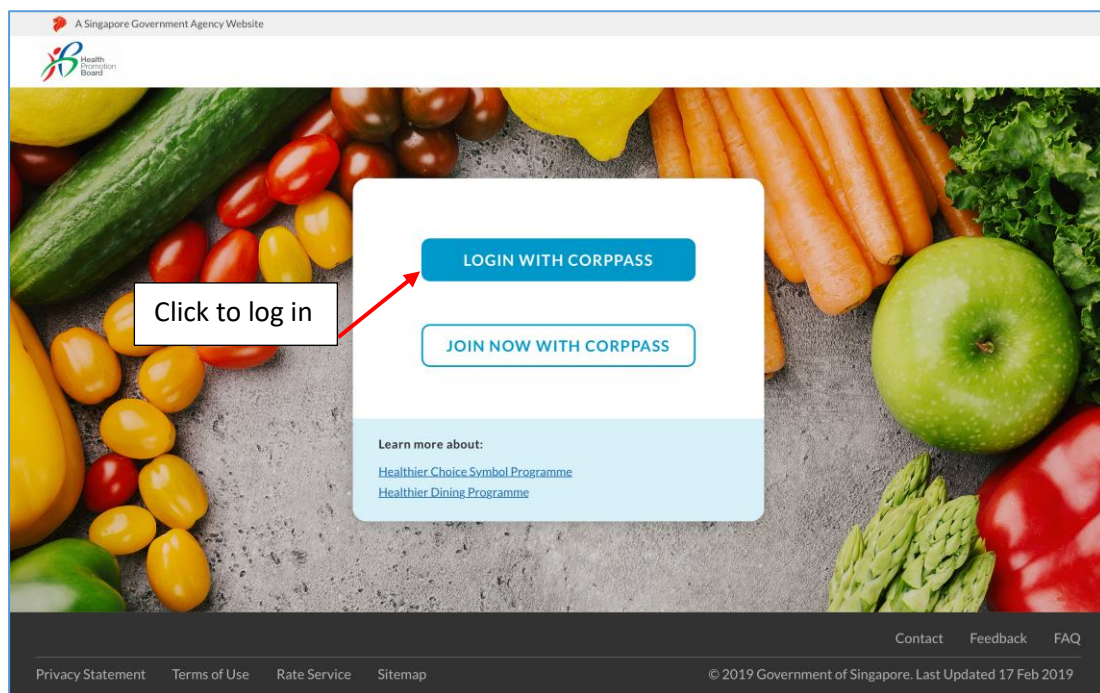 A Singapore Government Agency Website
Health
Promotion
Board
LOGIN WITH CORPPASS
Click to log in
JOIN NOW WITH CORPPASS
Learn more about:
Healthier Choice Symbol Programme
Healthier Dining Programme
Contact Feedback FAQ
Privacy Statement Terms of Use Rate Service Sitemap © 2019 Government of Singapore. Last Updated 17 Feb 2019